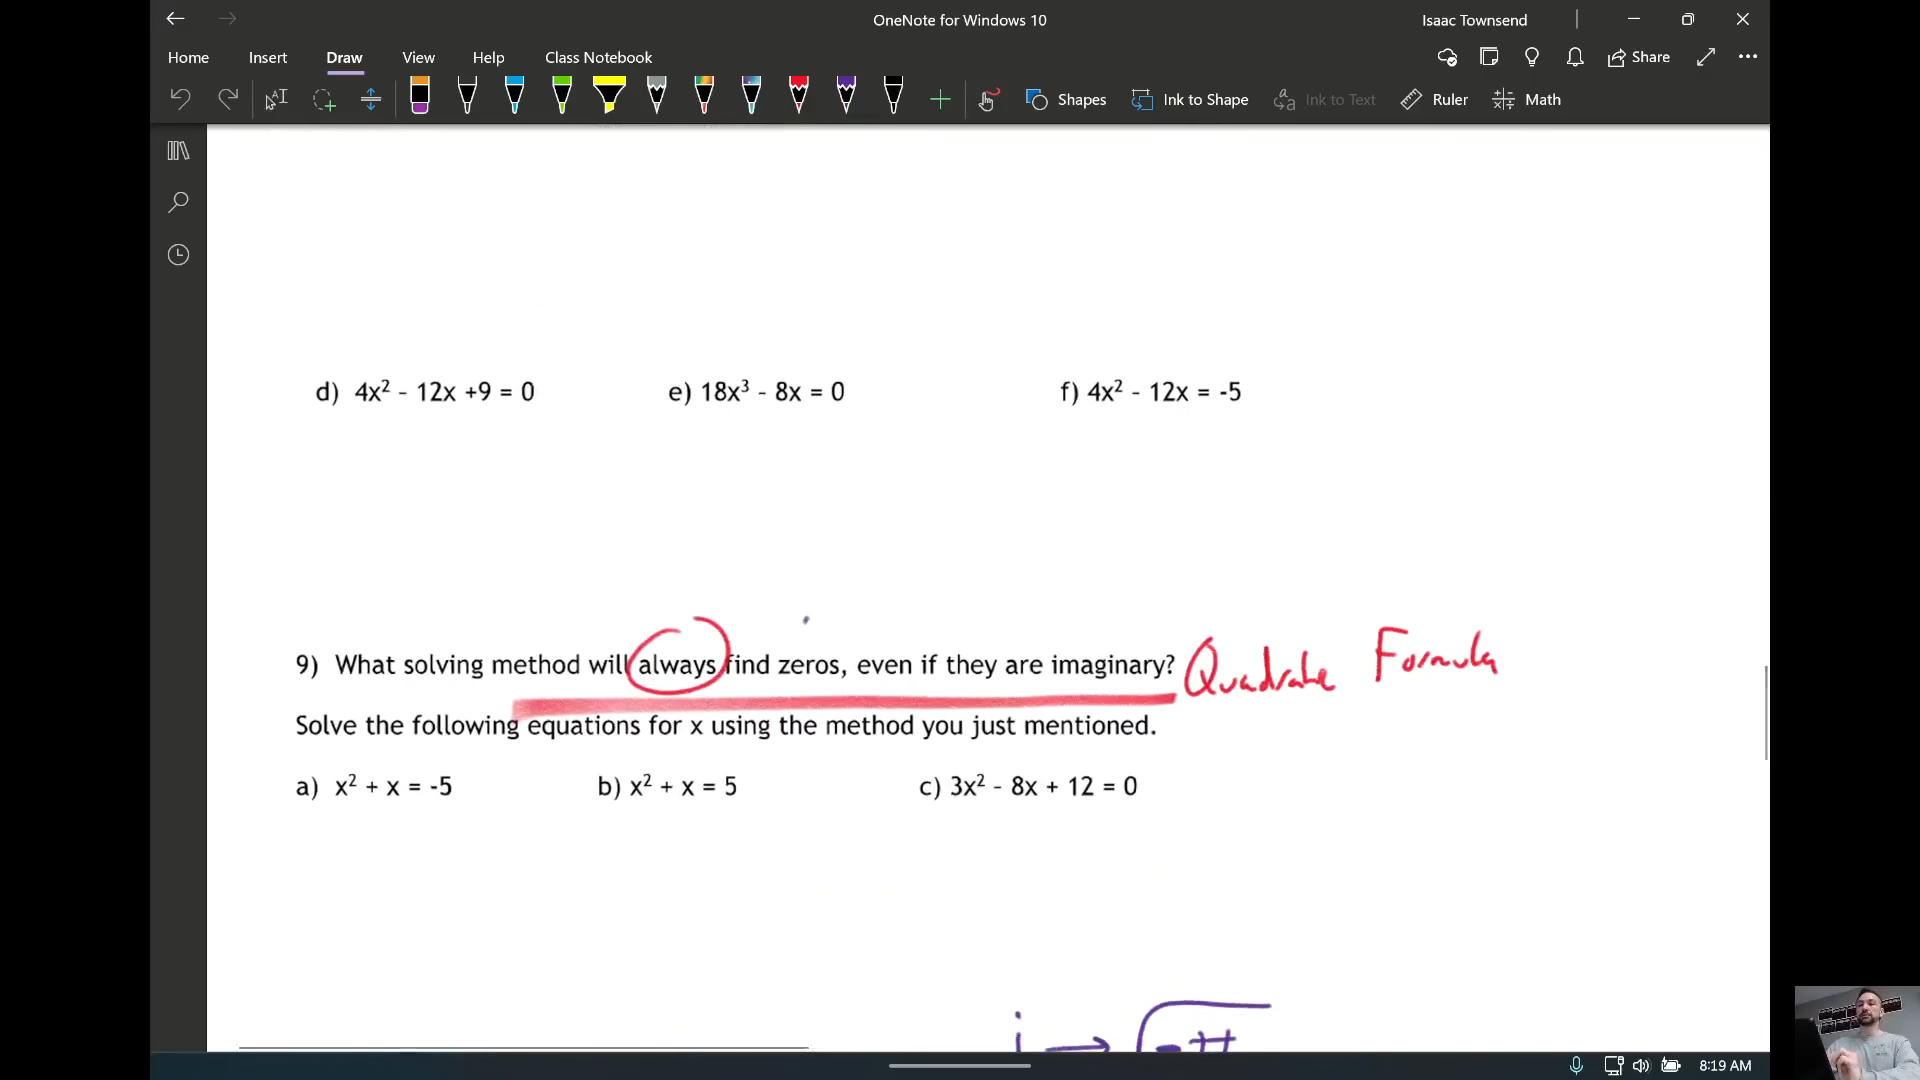 OneNote for Windows 10
Isaac Townsend
Home Insert Draw View Help Class Notebook
Share
Shapes Ink to Shape Ink to Text Ruler Math
d) 4x² - 12x +9 = 0 e) 18x³ - 8x = 0 f) 4x² - 12x = -5
9) What solving method will always find zeros, even if they are imaginary? Quadratic Formula
Solve the following equations for x using the method you just mentioned.
a) x² + x = -5 b) x² + x = 5 c) 3x² - 8x + 12 = 0
i → √-#
8:19 AM